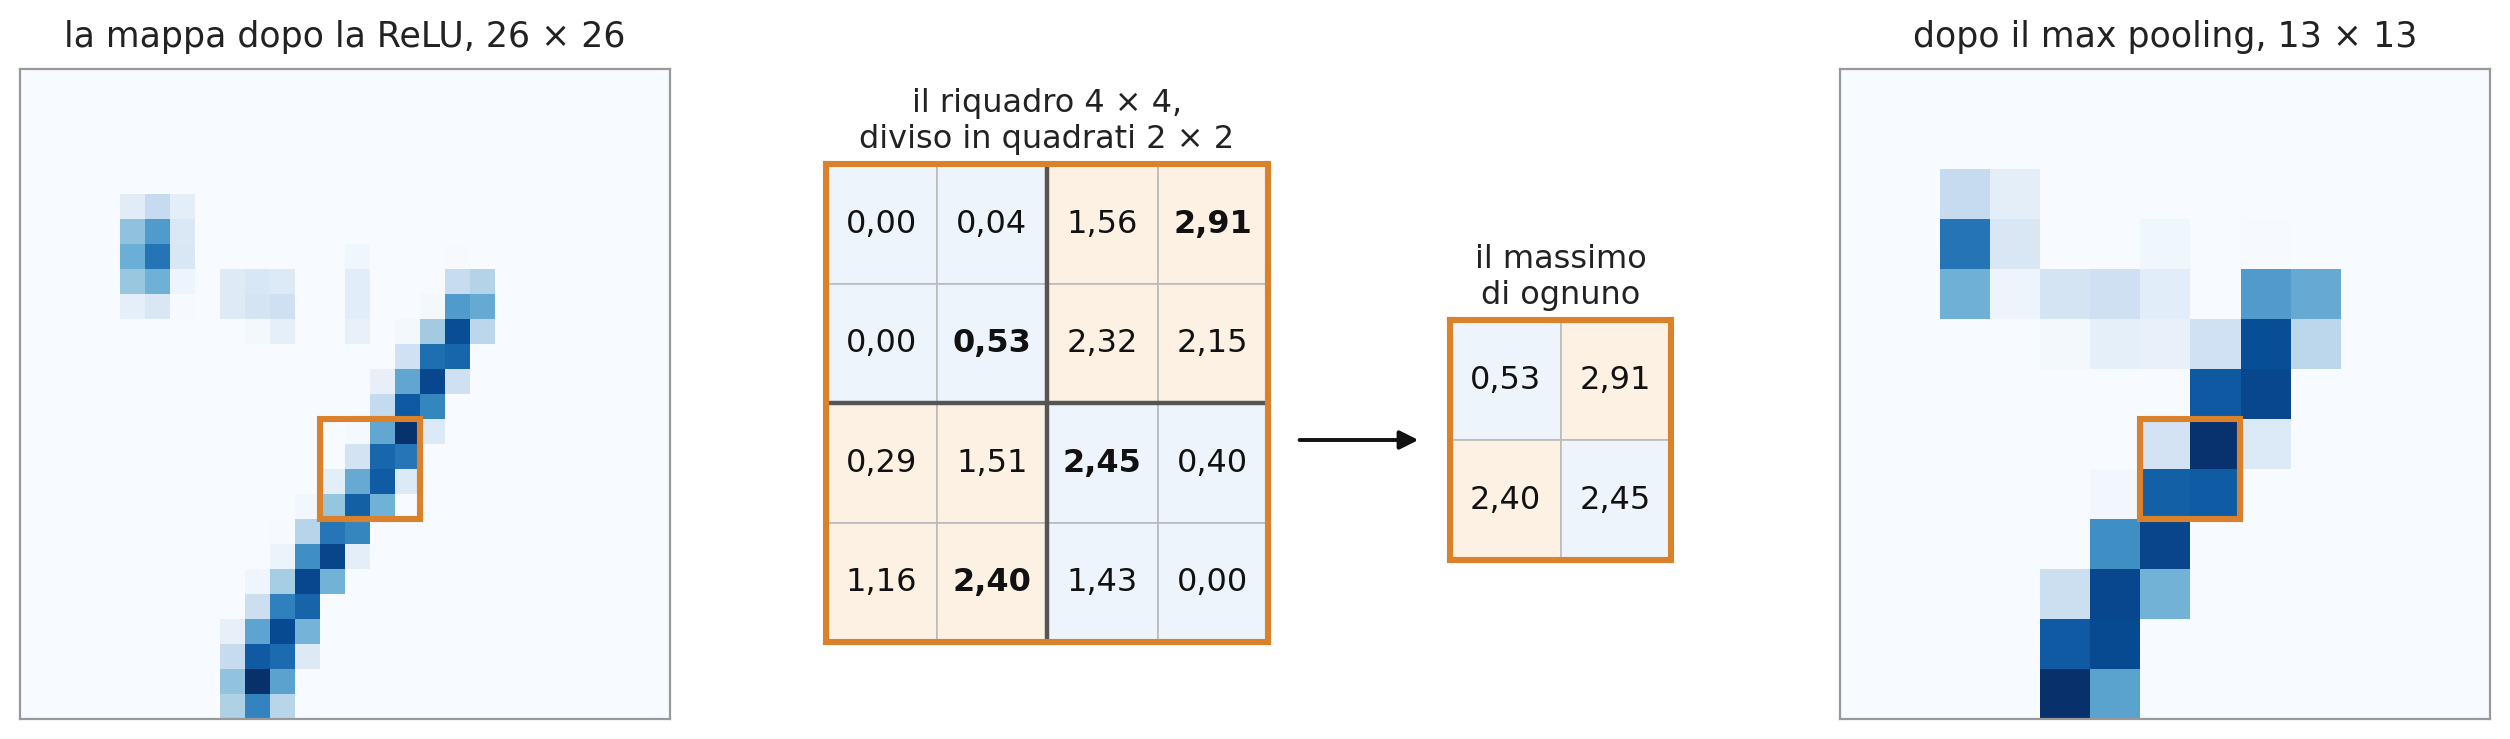 la mappa dopo la ReLU, 26 × 26
il riquadro 4 × 4,
diviso in quadrati 2 × 2
0,00 0,04 1,56 2,91
0,00 0,53 2,32 2,15
0,29 1,51 2,45 0,40
1,16 2,40 1,43 0,00
il massimo
di ognuno
0,53 2,91
2,40 2,45
dopo il max pooling, 13 × 13